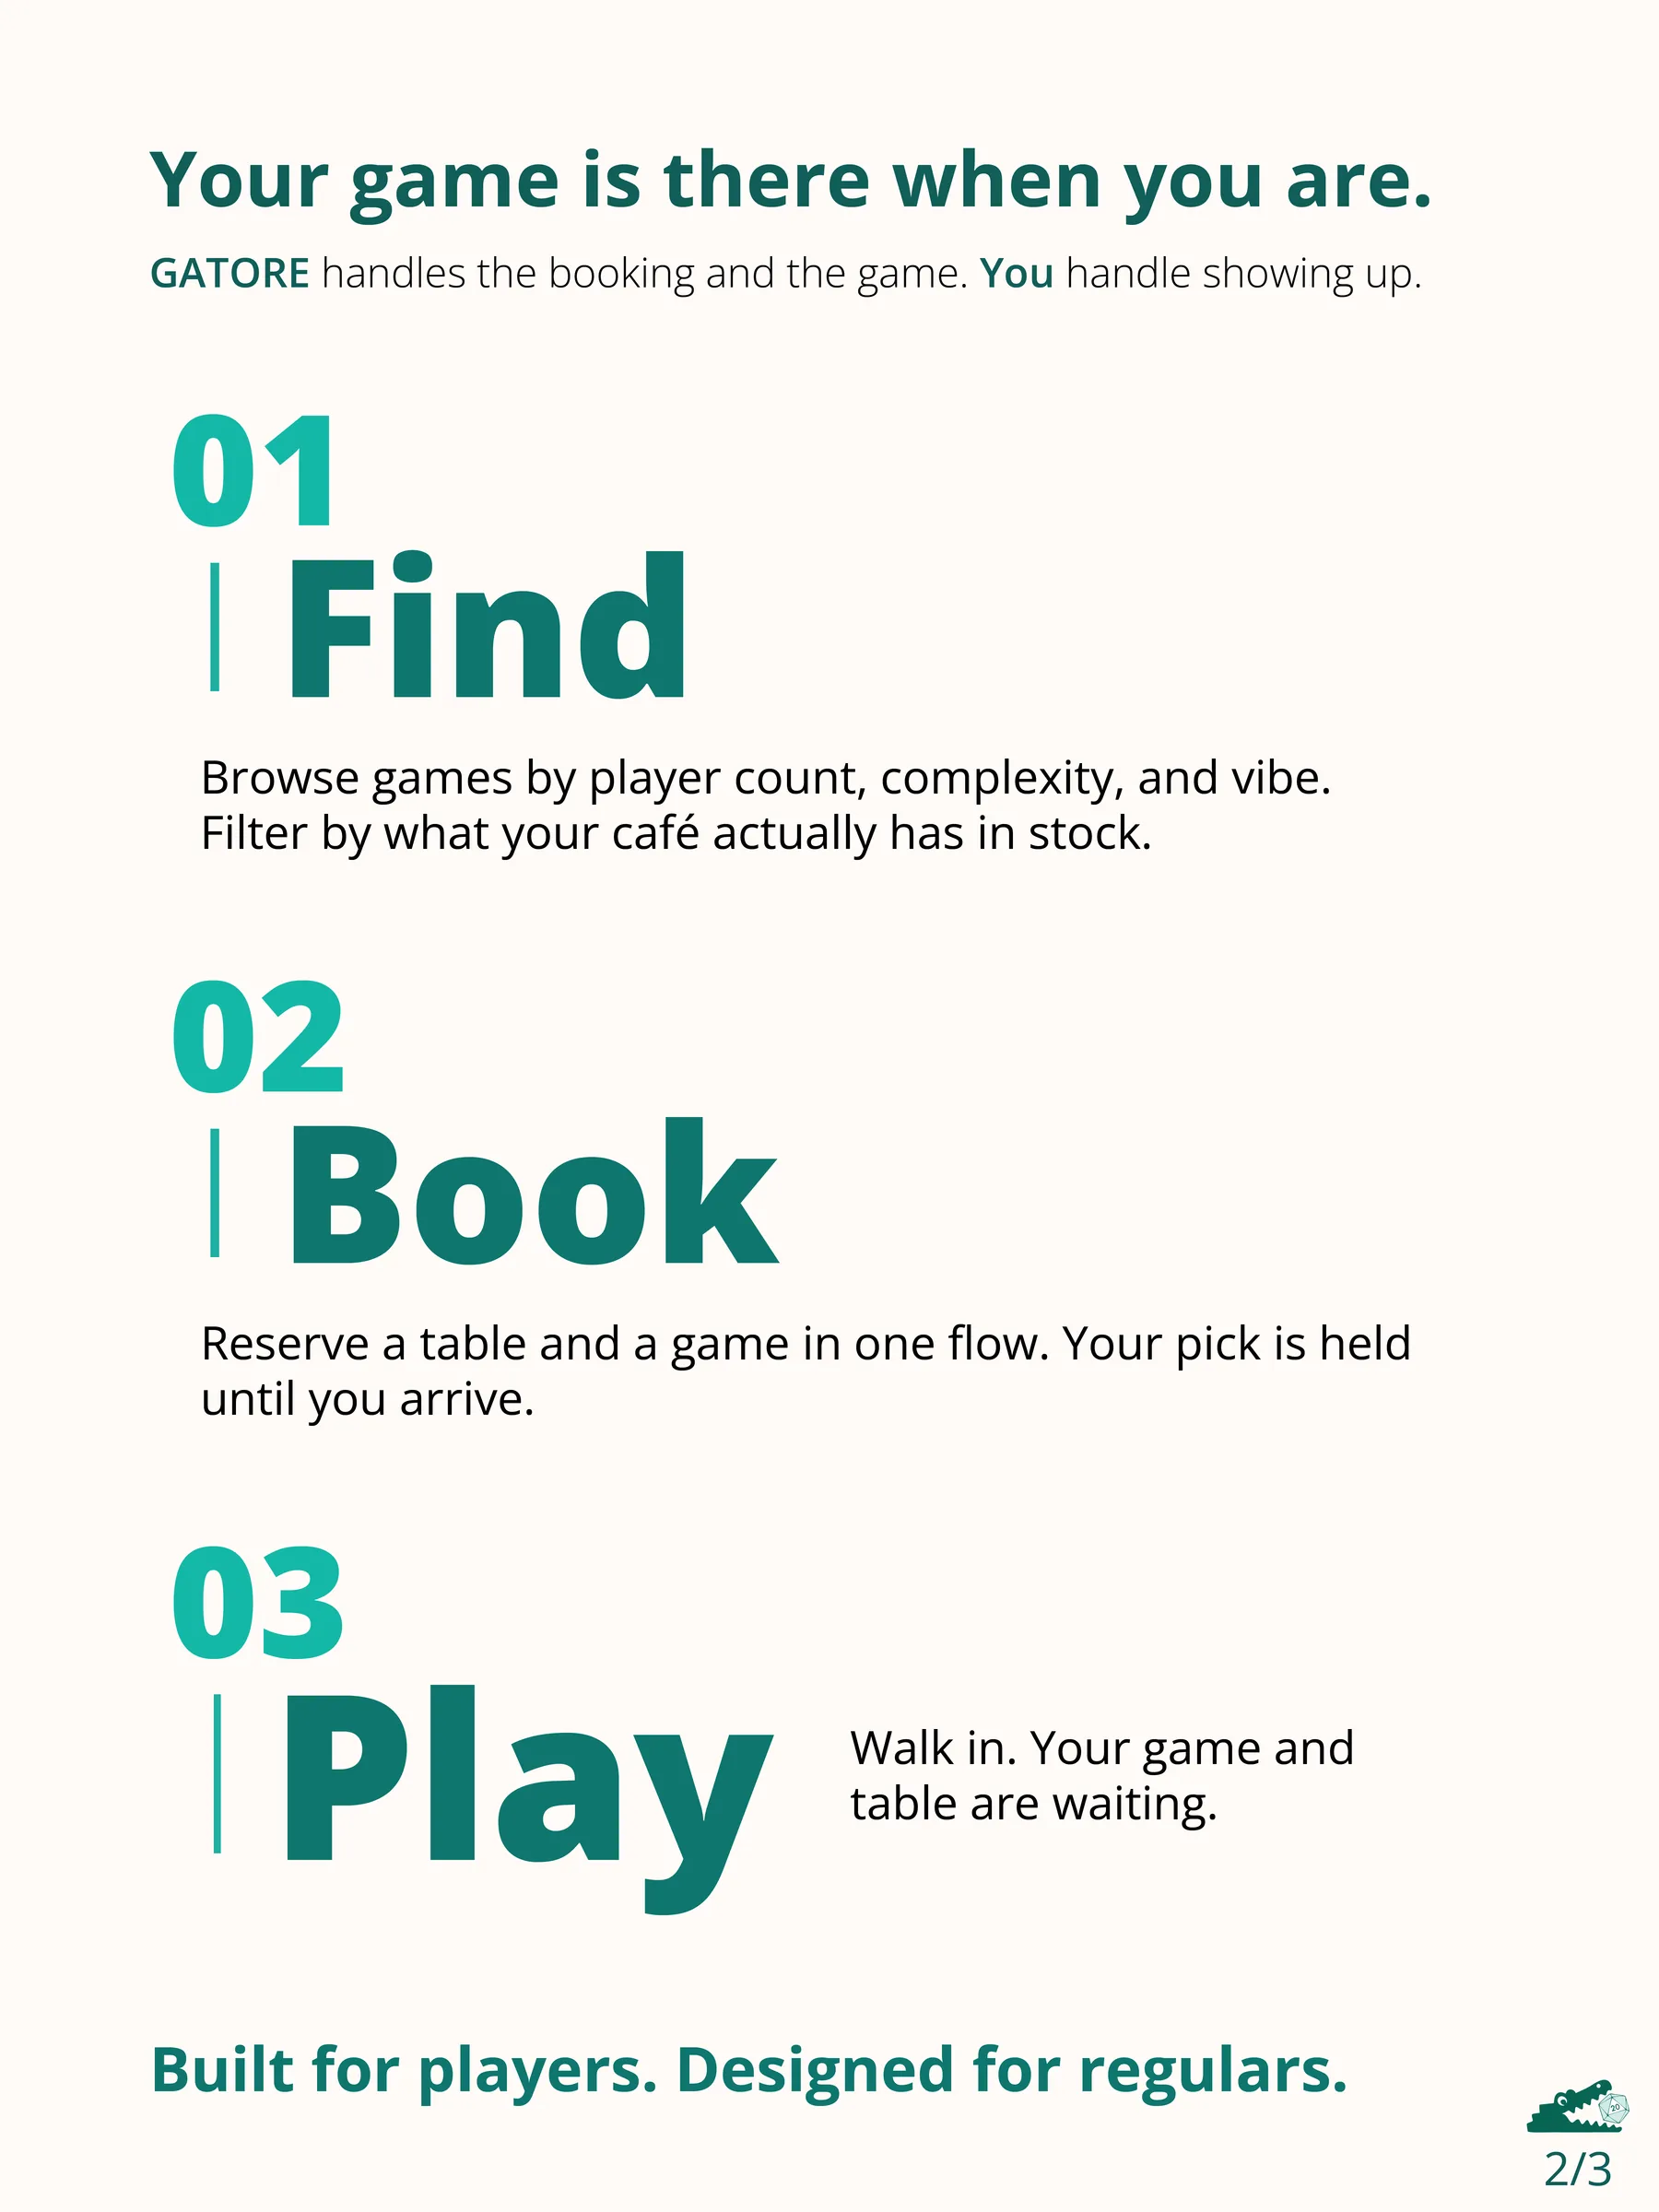 Your game is there when you are.
GATORE handles the booking and the game. You handle showing up.
01
Find
Browse games by player count, complexity, and vibe.
Filter by what your café actually has in stock.
02
Book
Reserve a table and a game in one flow. Your pick is held
until you arrive.
03
Play
Walk in. Your game and
table are waiting.
Built for players. Designed for regulars.
20
2/3